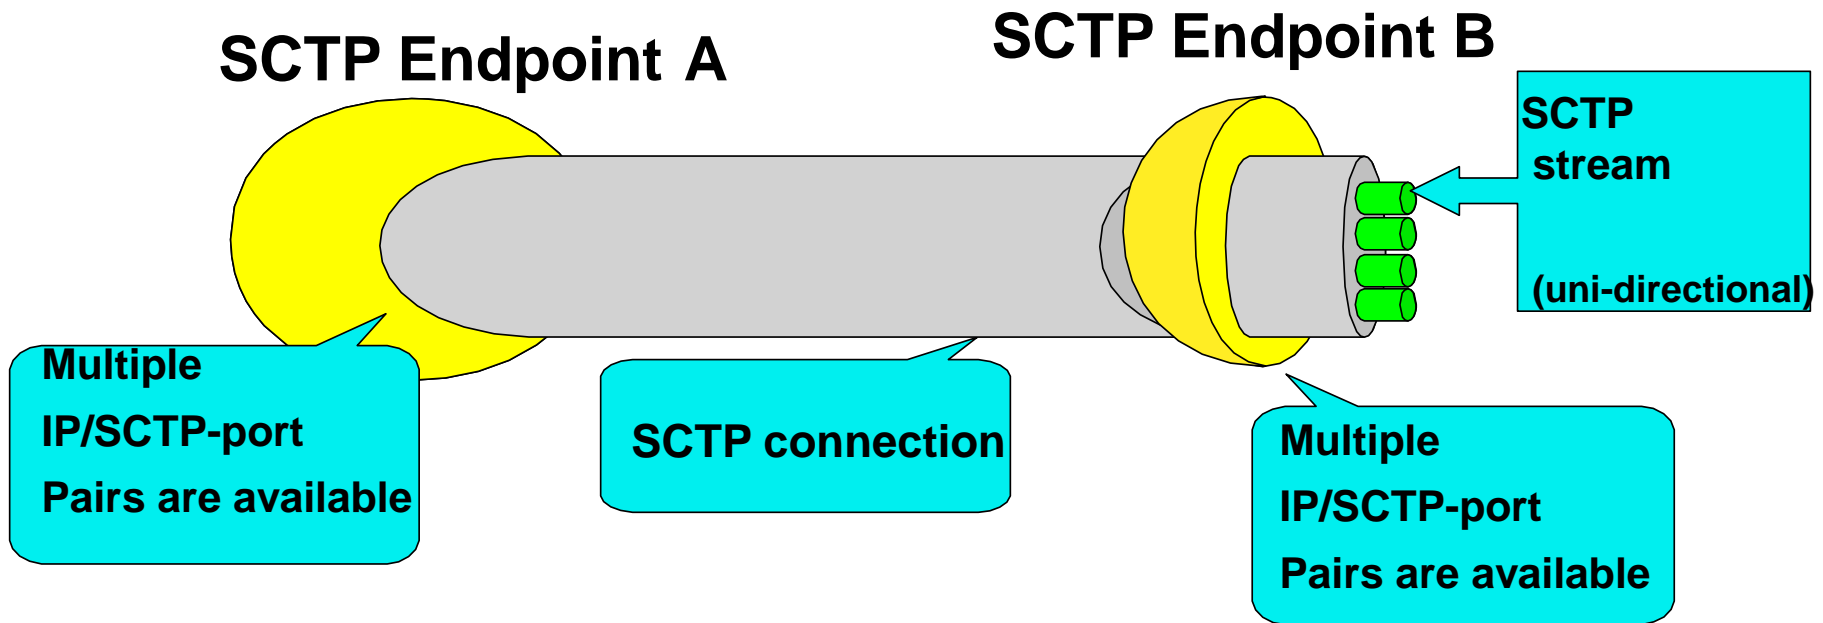 SCTP Endpoint A
SCTP Endpoint B
SCTP
stream
(uni-directional)
Multiple
IP/SCTP-port
Pairs are available
SCTP connection
Multiple
IP/SCTP-port
Pairs are available